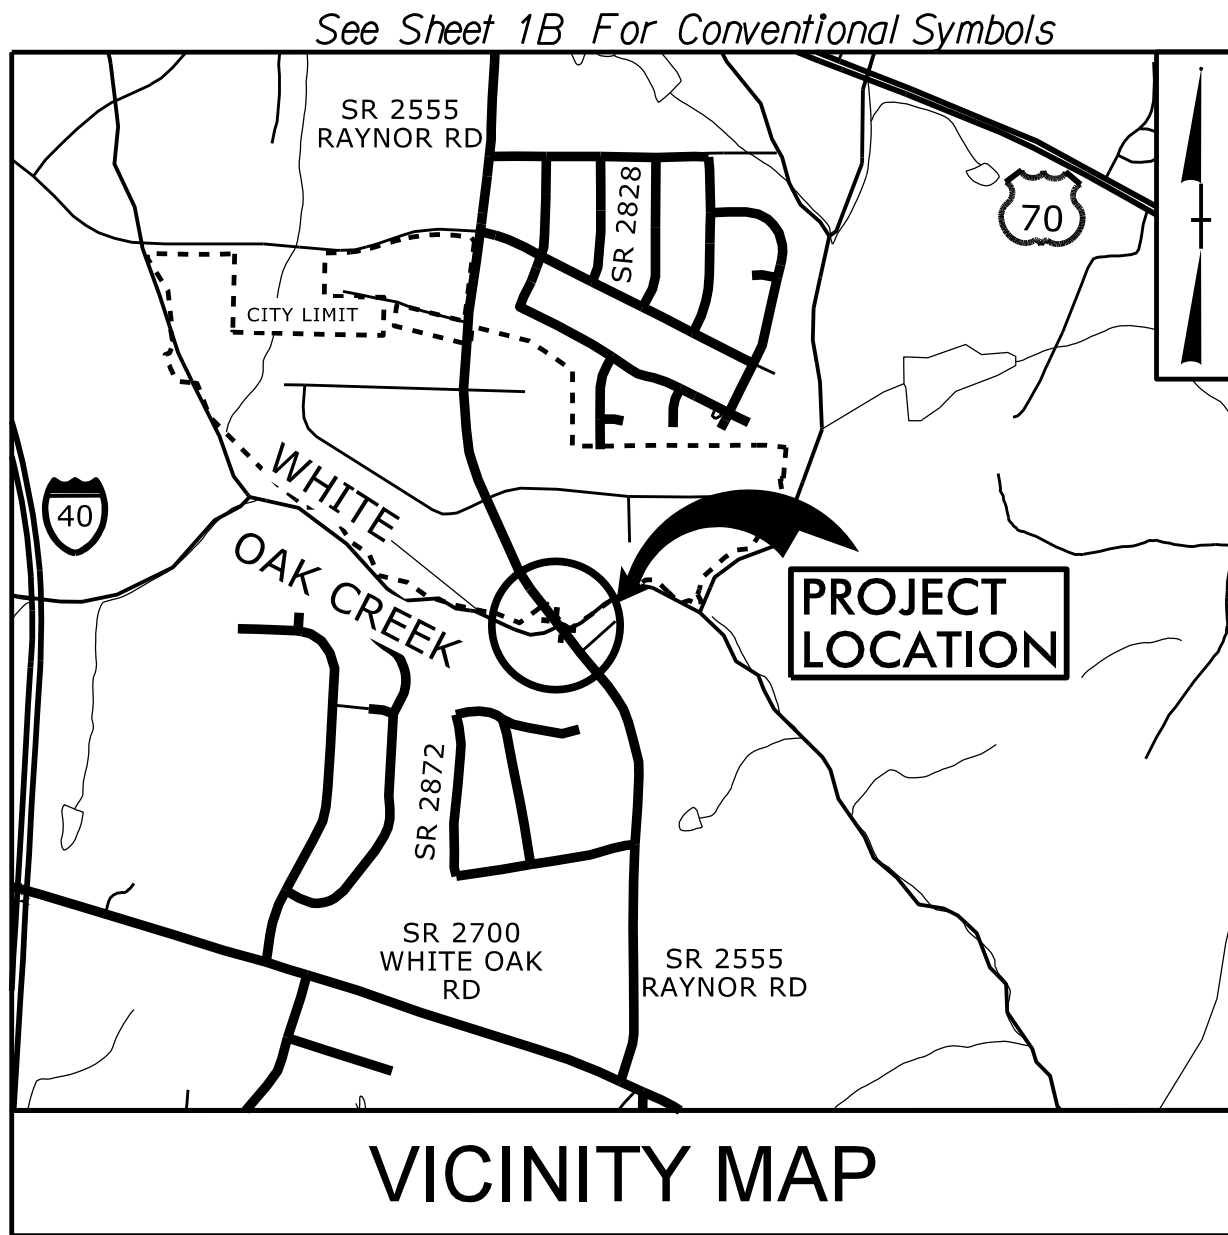 See Sheet 1B For Conventional Symbols
SR 2555
RAYNOR RD
SR 2828
70
CITY LIMIT
WHITE
OAK CREEK
40
PROJECT
LOCATION
SR 2872
SR 2700
WHITE OAK
RD
SR 2555
RAYNOR RD
VICINITY MAP